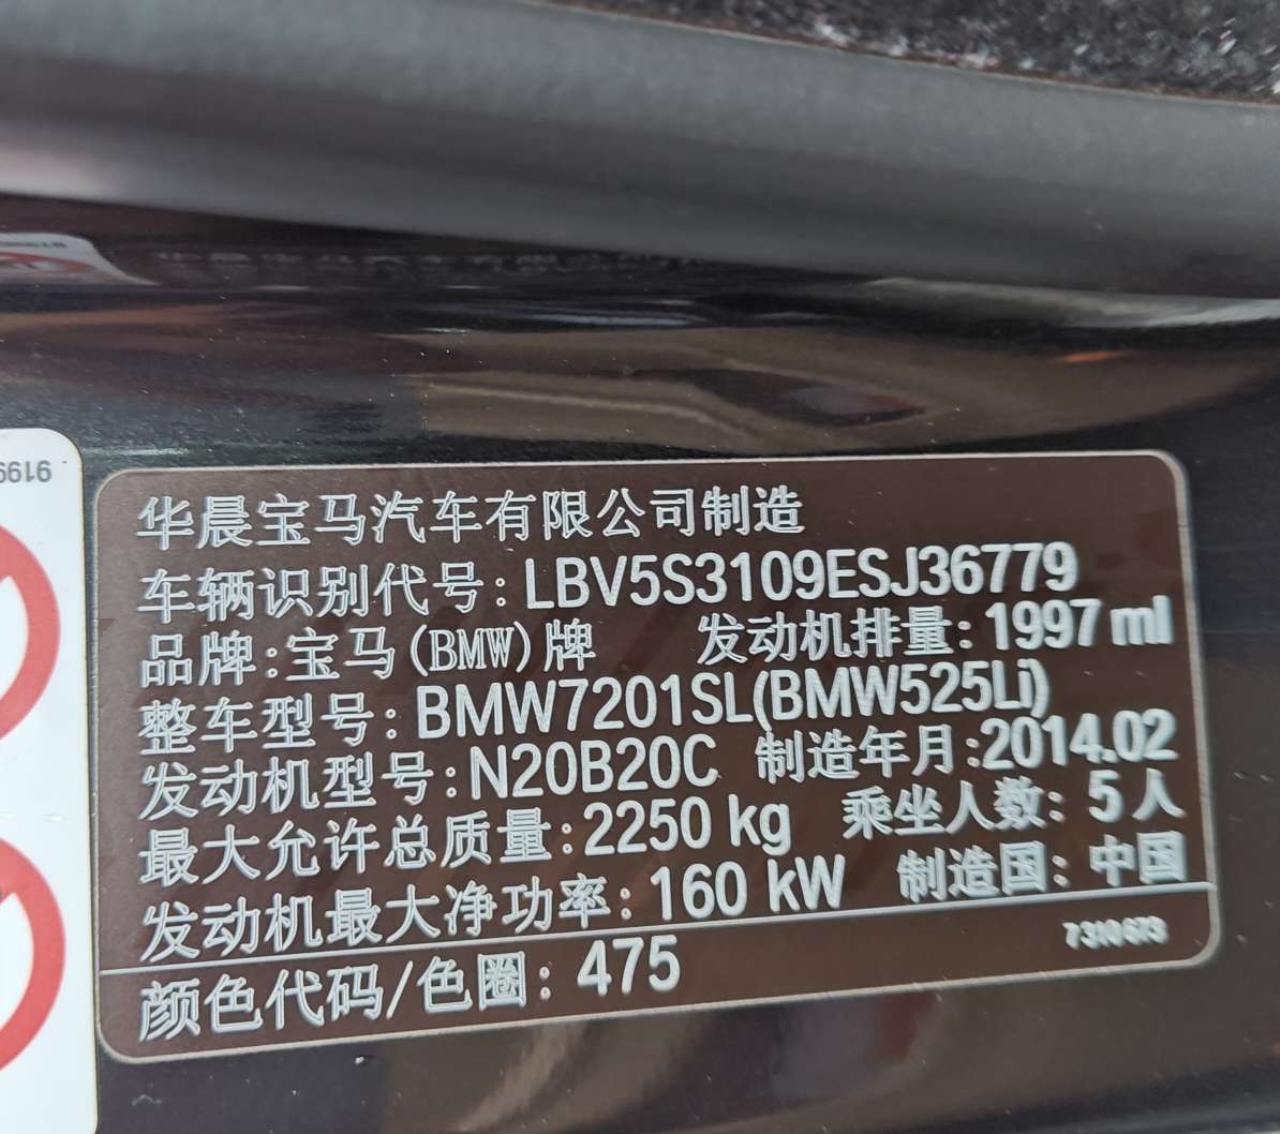 华晨宝马汽车有限公司制造
车辆识别代号：LBV5S3109ESJ36779
品牌：宝马(BMW)牌 发动机排量：1997 ml
整车型号：BMW7201SL(BMW525Li)
发动机型号：N20B20C 制造年月：2014.02
最大允许总质量：2250 kg 乘坐人数：5人
发动机最大净功率：160 kW 制造国：中国
7310673
颜色代码/色圈：475